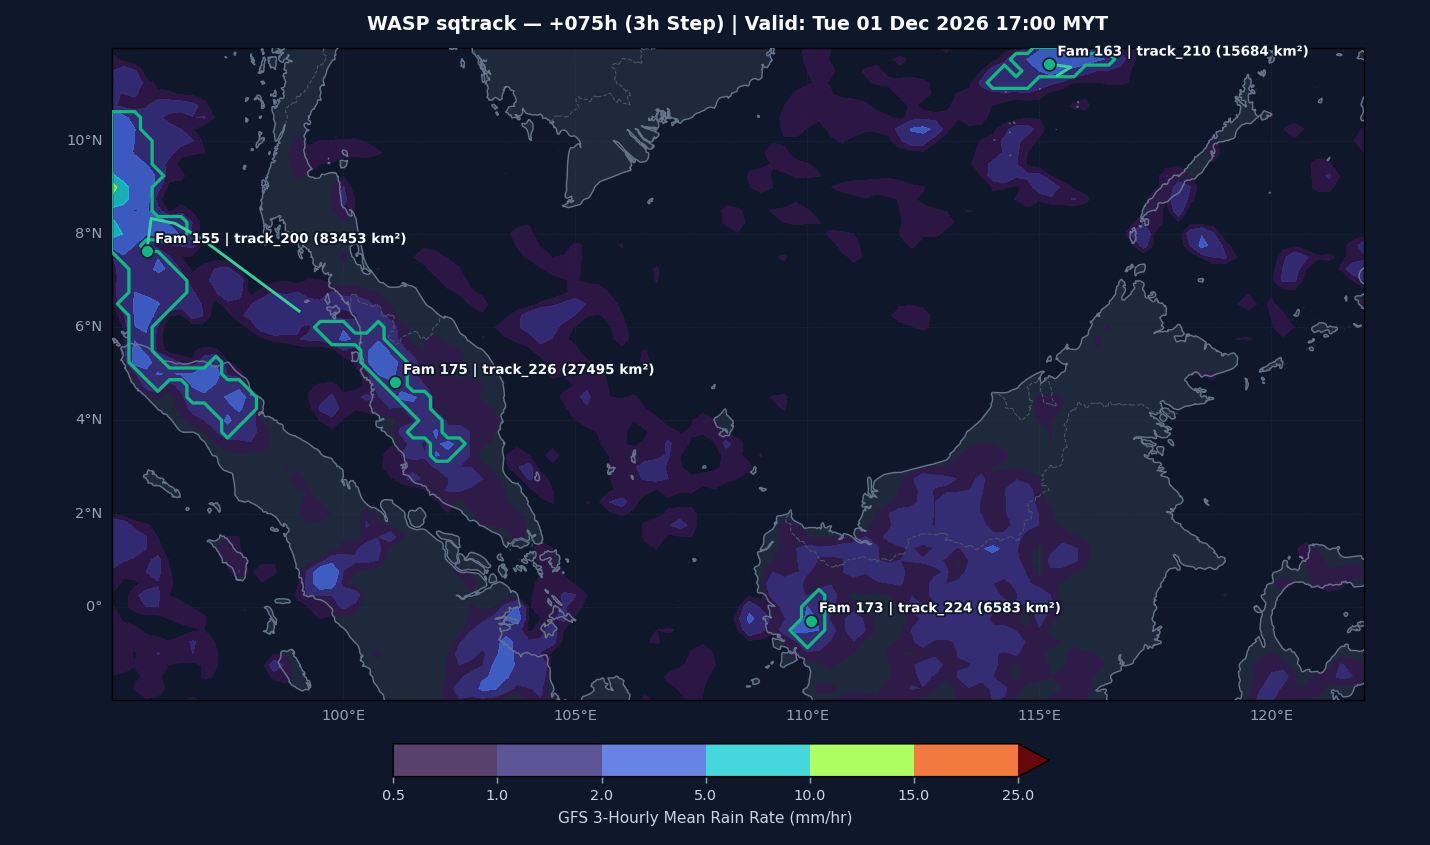 WASP sqtrack — +075h (3h Step) | Valid: Tue 01 Dec 2026 17:00 MYT
Fam 163 | track_210 (15684 km²)
10°N
8°N
Fam 155 | track_200 (83453 km²)
6°N
Fam 175 | track_226 (27495 km²)
4°N
2°N
0°
Fam 173 | track_224 (6583 km²)
100°E 105°E 110°E 115°E 120°E
0.5 1.0 2.0 5.0 10.0 15.0 25.0
GFS 3-Hourly Mean Rain Rate (mm/hr)